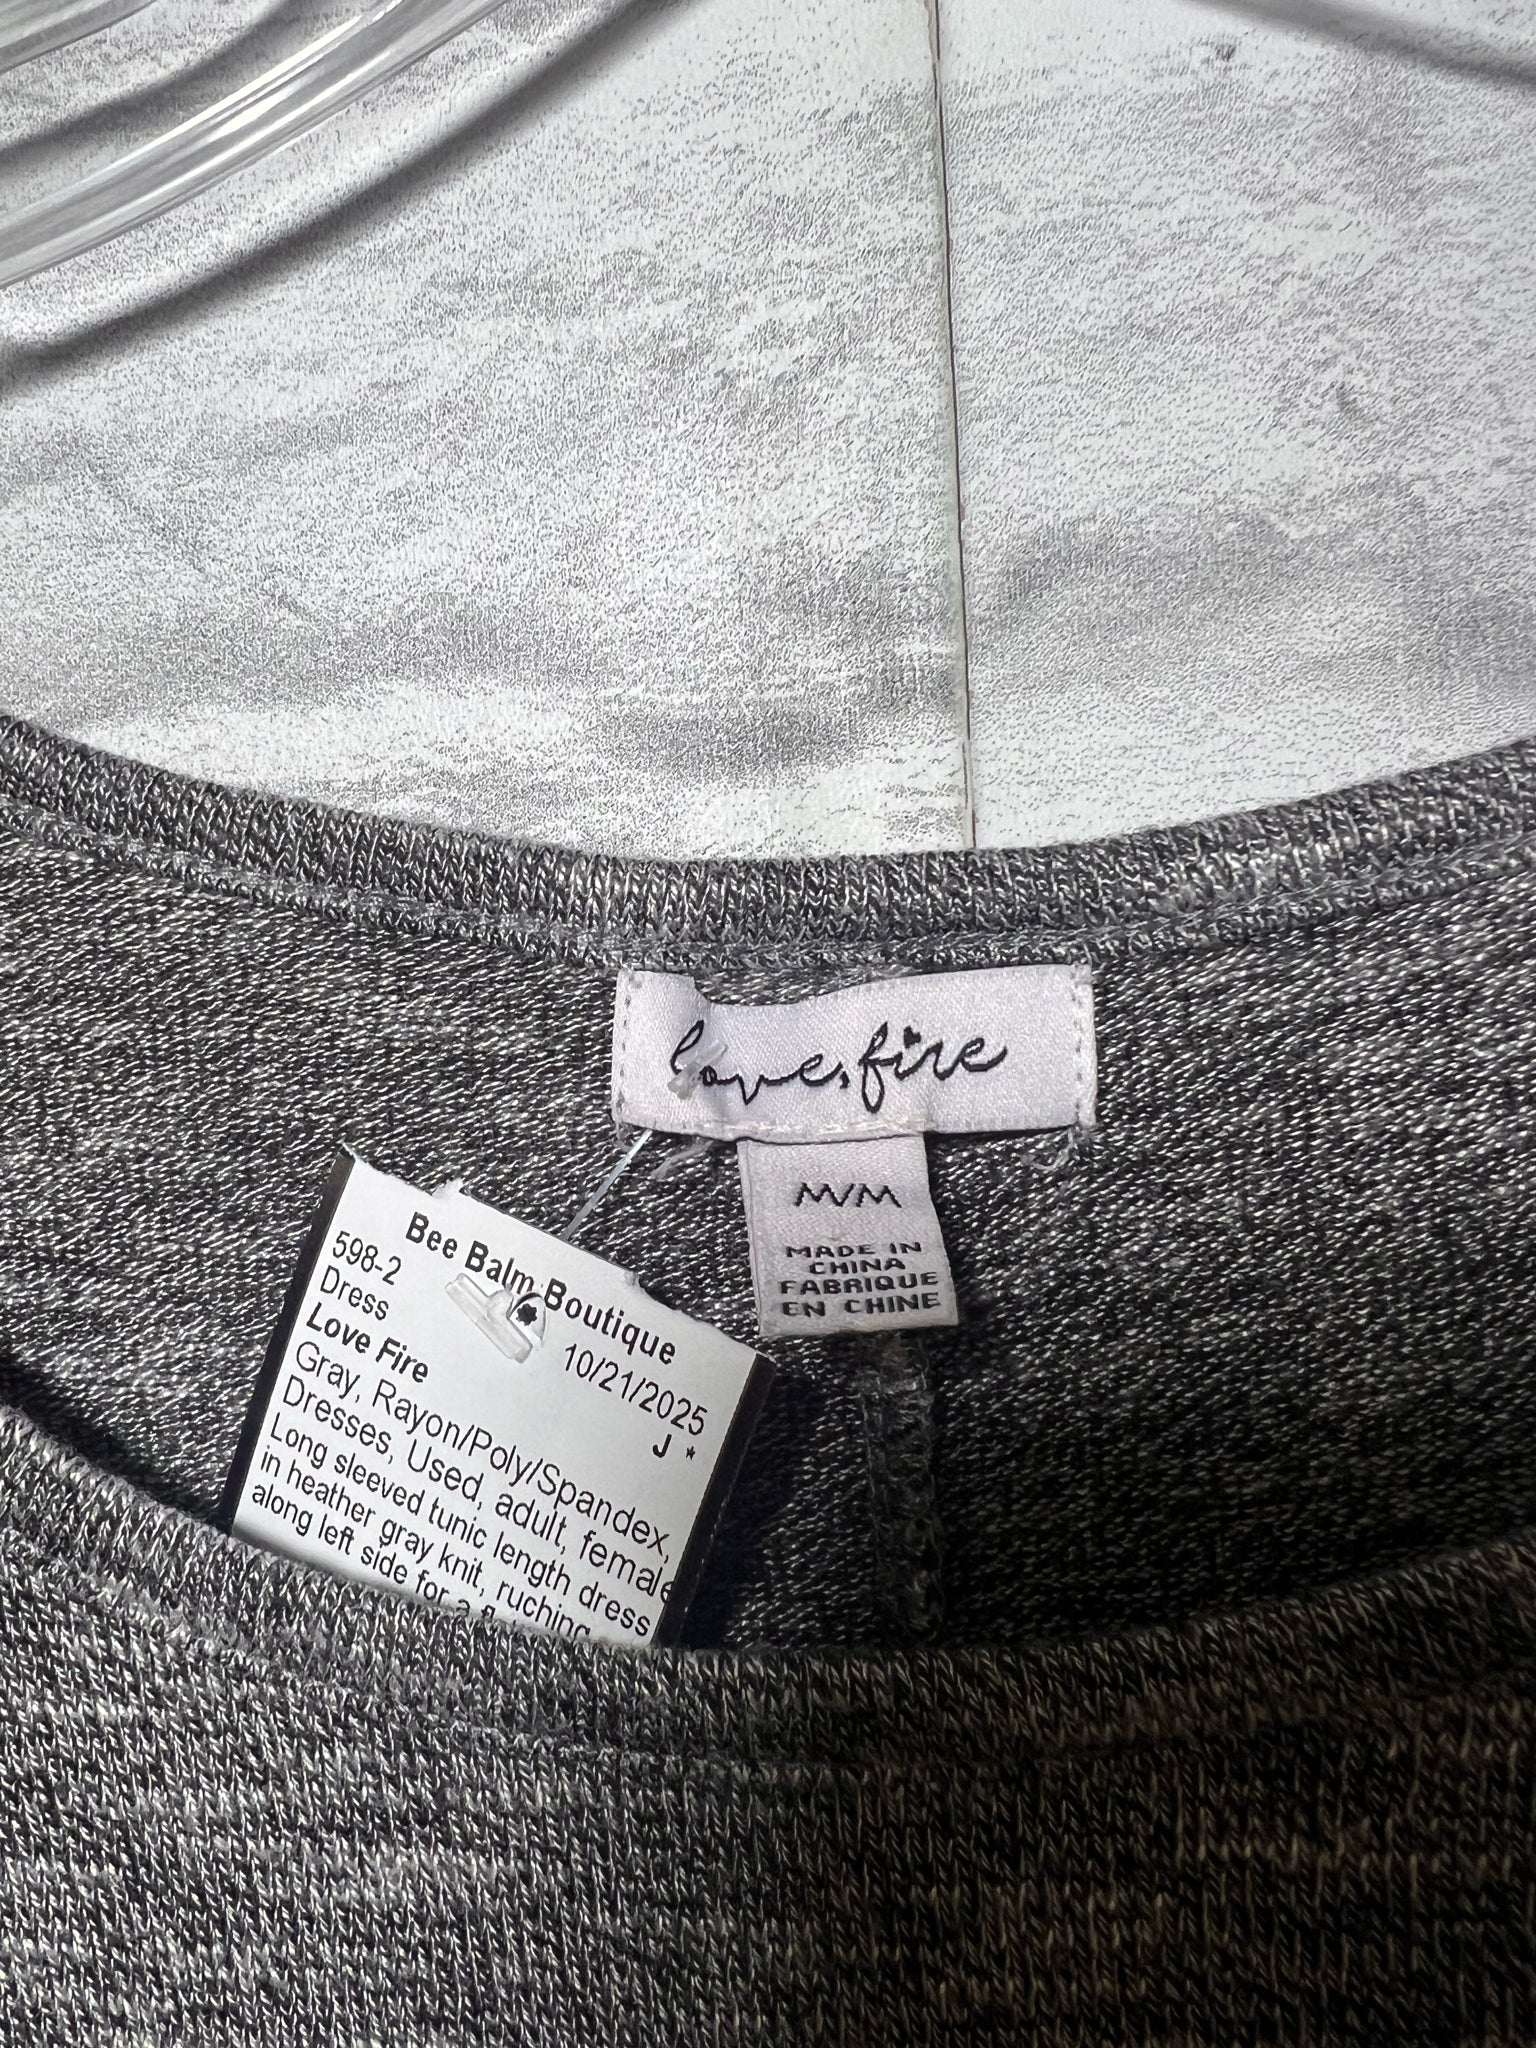 love, fire
M/M
MADE IN
CHINA
FABRIQUE
EN CHINE
Bee Balm Boutique
598-2
10/21/2025
Dress
J *
Love Fire
Gray, Rayon/Poly/Spandex,
Dresses, Used, adult, female
Long sleeved tunic length dress
in heather gray knit, ruching
along left side for a